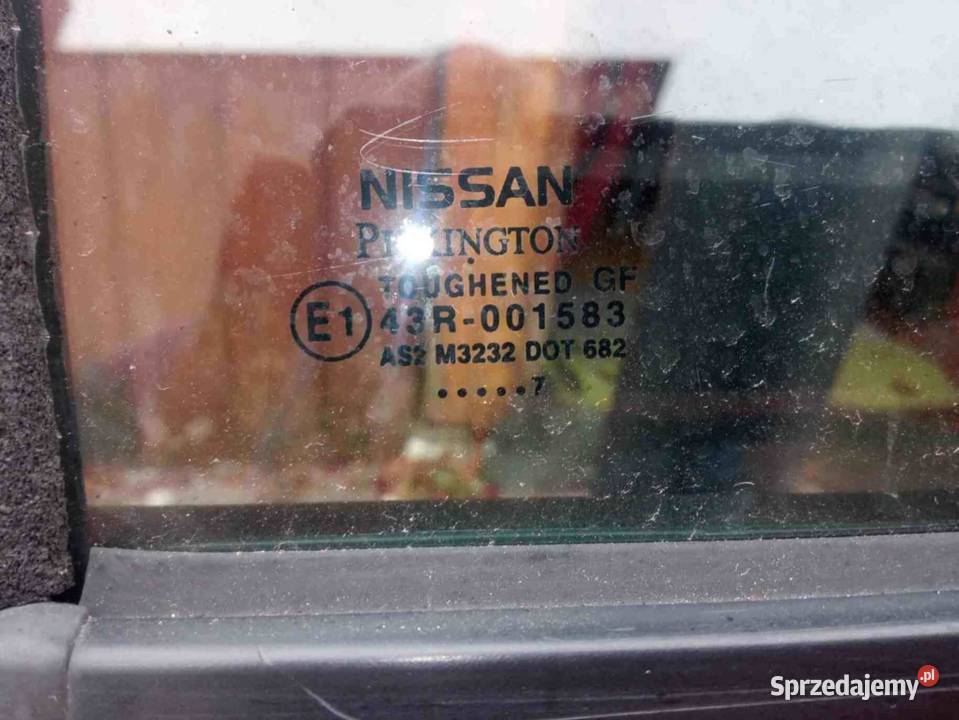 NISSAN
PILKINGTON
TOUGHENED GF
E1 43R-001583
AS2 M3232 DOT 682
......7
Sprzedajemy.pl